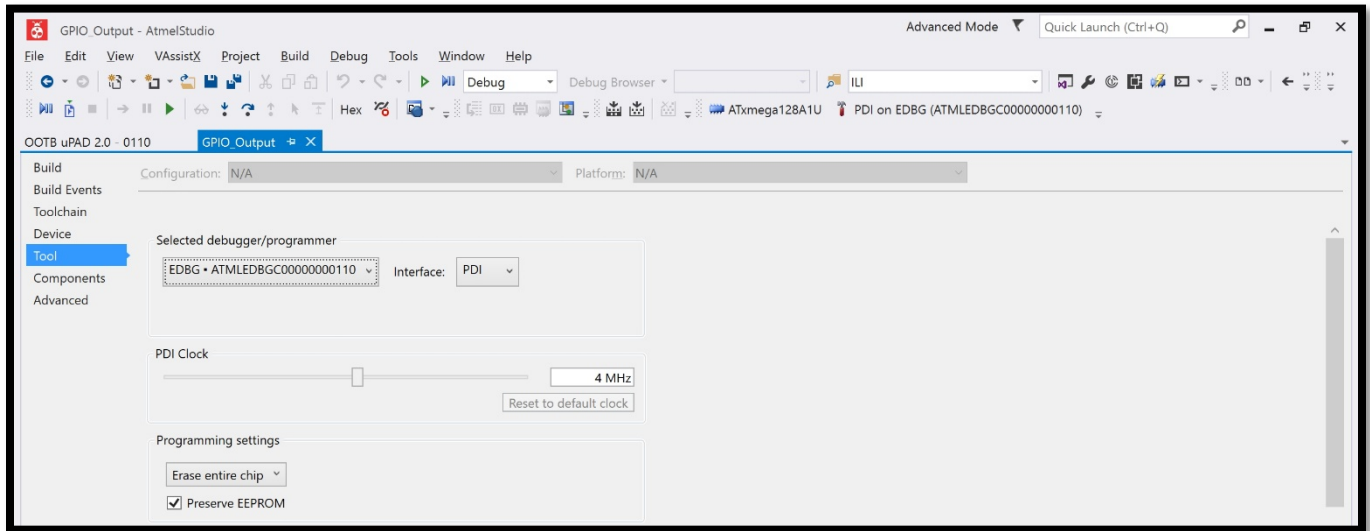 GPIO_Output - AtmelStudio
Advanced Mode
Quick Launch (Ctrl+Q)
File Edit View VAssistX Project Build Debug Tools Window Help
Debug
Debug Browser
ILI
Hex
ATxmega128A1U
PDI on EDBG (ATMLEDBGC00000000110)
OOTB uPAD 2.0 - 0110
GPIO_Output
Build
Build Events
Toolchain
Device
Tool
Components
Advanced
Configuration: N/A
Platform: N/A
Selected debugger/programmer
EDBG • ATMLEDBGC00000000110
Interface: PDI
PDI Clock
4 MHz
Reset to default clock
Programming settings
Erase entire chip
Preserve EEPROM